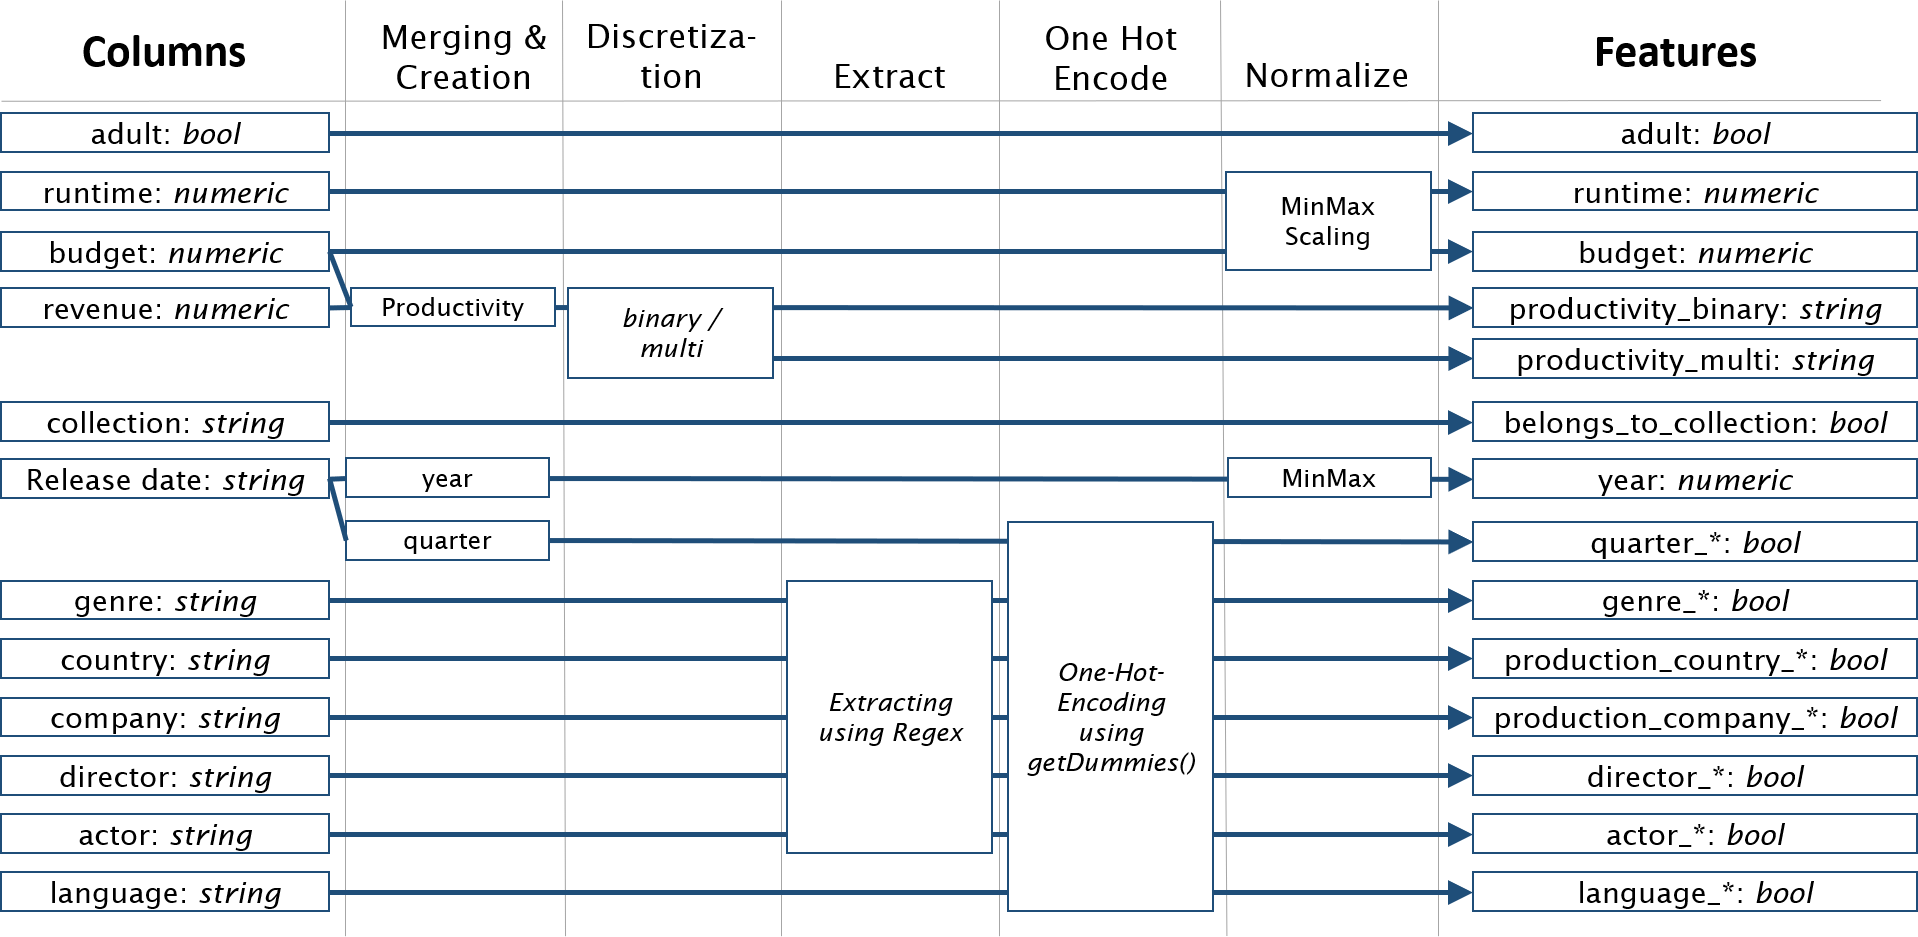 Columns
Merging &
Creation
Discretiza-
tion
Extract
One Hot
Encode
Normalize
Features
adult: bool
adult: bool
runtime: numeric
MinMax
Scaling
runtime: numeric
budget: numeric
budget: numeric
revenue: numeric
Productivity
binary /
multi
productivity_binary: string
productivity_multi: string
collection: string
belongs_to_collection: bool
Release date: string
year
MinMax
year: numeric
quarter
quarter_*: bool
genre: string
genre_*: bool
country: string
production_country_*: bool
Extracting
using Regex
One-Hot-
Encoding
using
getDummies()
company: string
production_company_*: bool
director: string
director_*: bool
actor: string
actor_*: bool
language: string
language_*: bool